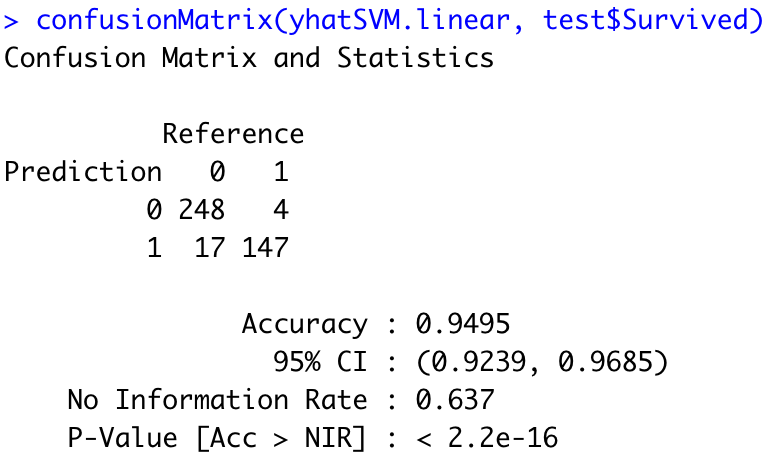 > confusionMatrix(yhatSVM.linear, test$Survived)
Confusion Matrix and Statistics
Reference
Prediction 0 1
0 248 4
1 17 147
Accuracy : 0.9495
95% CI : (0.9239, 0.9685)
No Information Rate : 0.637
P-Value [Acc > NIR] : < 2.2e-16